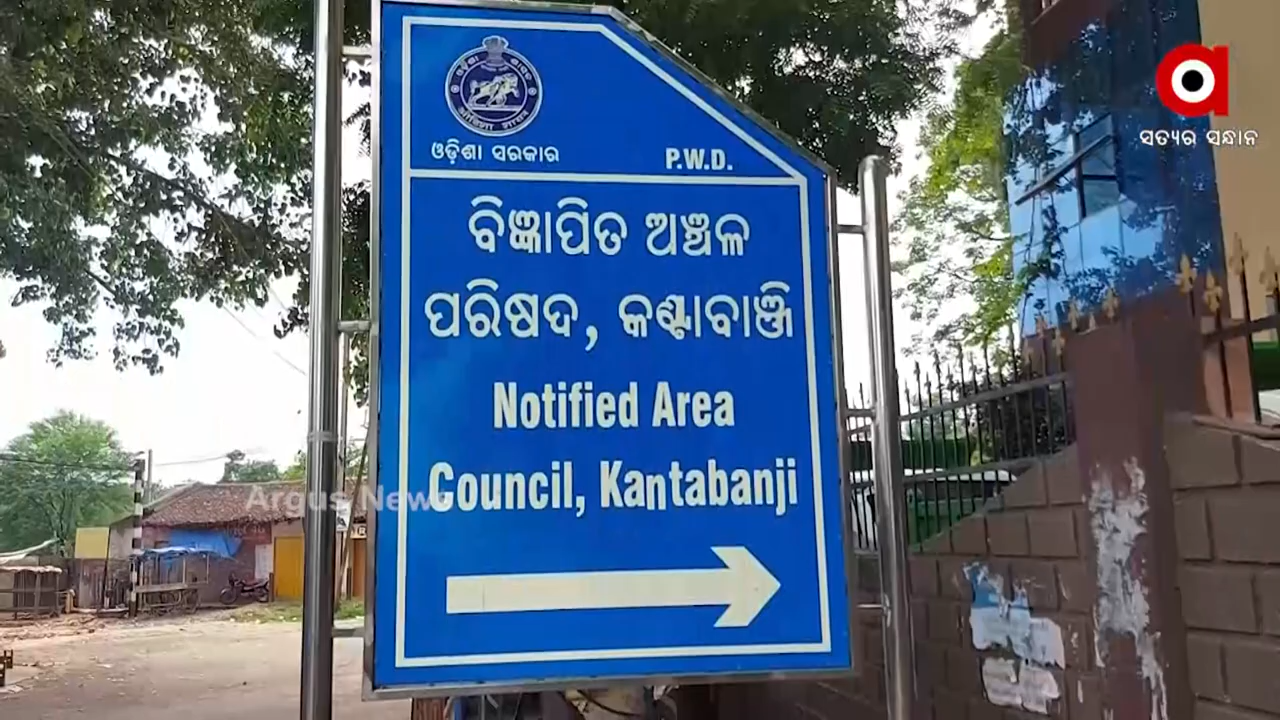 ସତ୍ୟର ସନ୍ଧାନ
ଓଡ଼ିଶା ସରକାର
P.W.D.
ବିଜ୍ଞାପିତ ଅଞ୍ଚଳ
ପରିଷଦ, କଣ୍ଟାବାଞ୍ଜି
Notified Area
Council, Kantabanji
Argus News